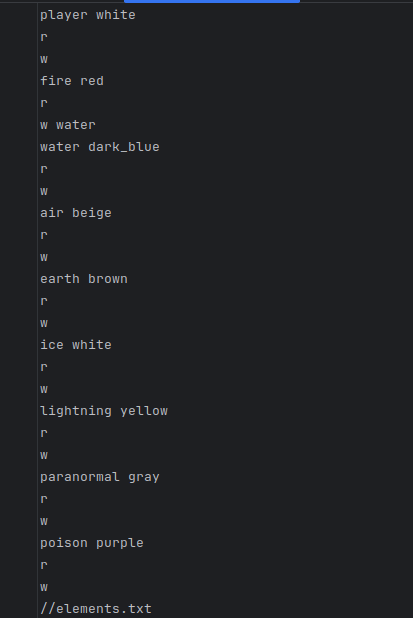 player white
r
w
fire red
r
w water
water dark_blue
r
w
air beige
r
w
earth brown
r
w
ice white
r
w
lightning yellow
r
w
paranormal gray
r
w
poison purple
r
w
//elements.txt